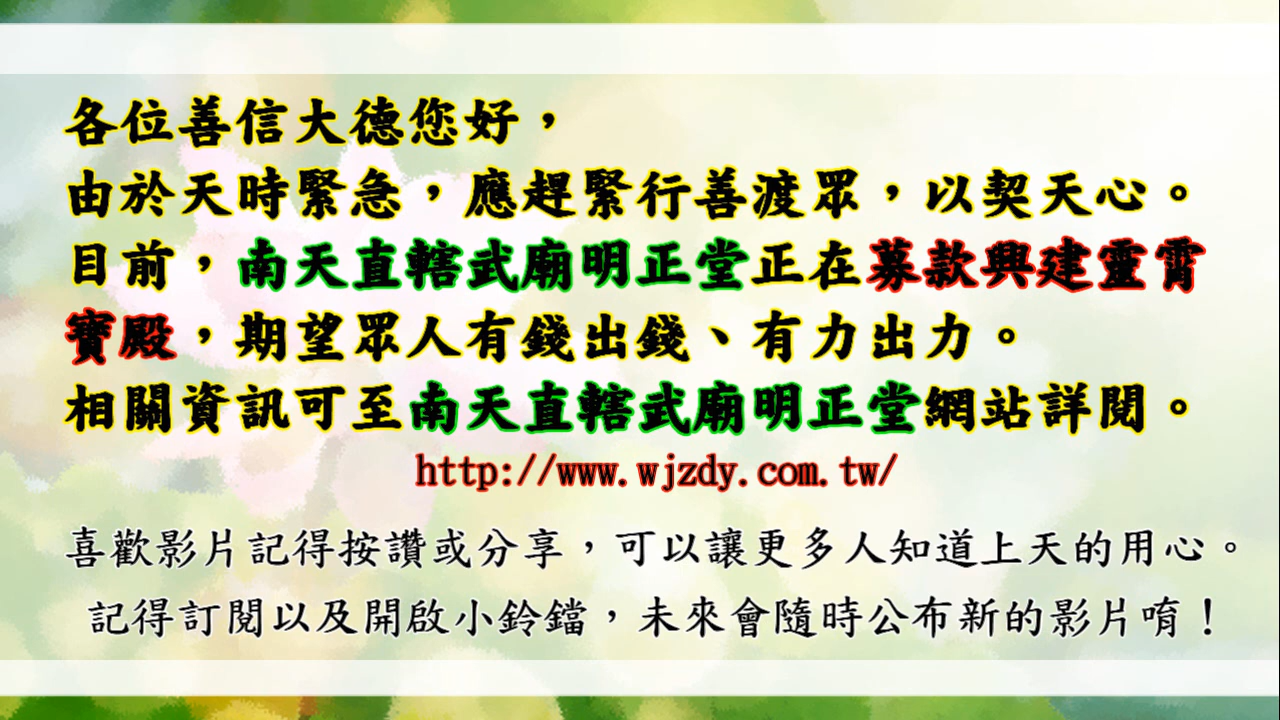 各位善信大德您好，
由於天時緊急，應趕緊行善渡眾，以契天心。
目前，南天直轄武廟明正堂正在募款興建靈霄
寶殿，期望眾人有錢出錢、有力出力。
相關資訊可至南天直轄武廟明正堂網站詳閱。
http://www.wjzdy.com.tw/
喜歡影片記得按讚或分享，可以讓更多人知道上天的用心。
記得訂閱以及開啟小鈴鐺，未來會隨時公布新的影片唷！